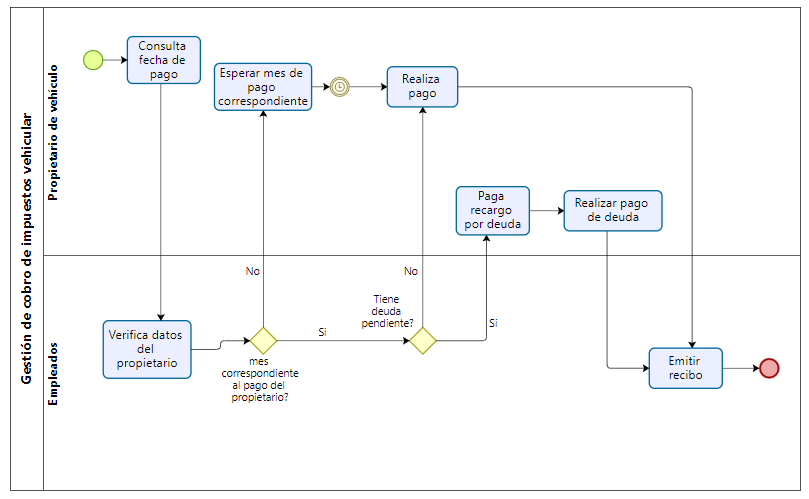 Gestión de cobro de impuestos vehicular
Propietario de vehiculo
Consulta
fecha de
pago
Esperar mes de
pago
correspondiente
Realiza
pago
Paga
recargo
por deuda
Realizar pago
de deuda
Empleados
No
No
Tiene
deuda
pendiente?
Si
Si
Verifica datos
del
propietario
mes
correspondiente
al pago del
propietario?
Emitir
recibo